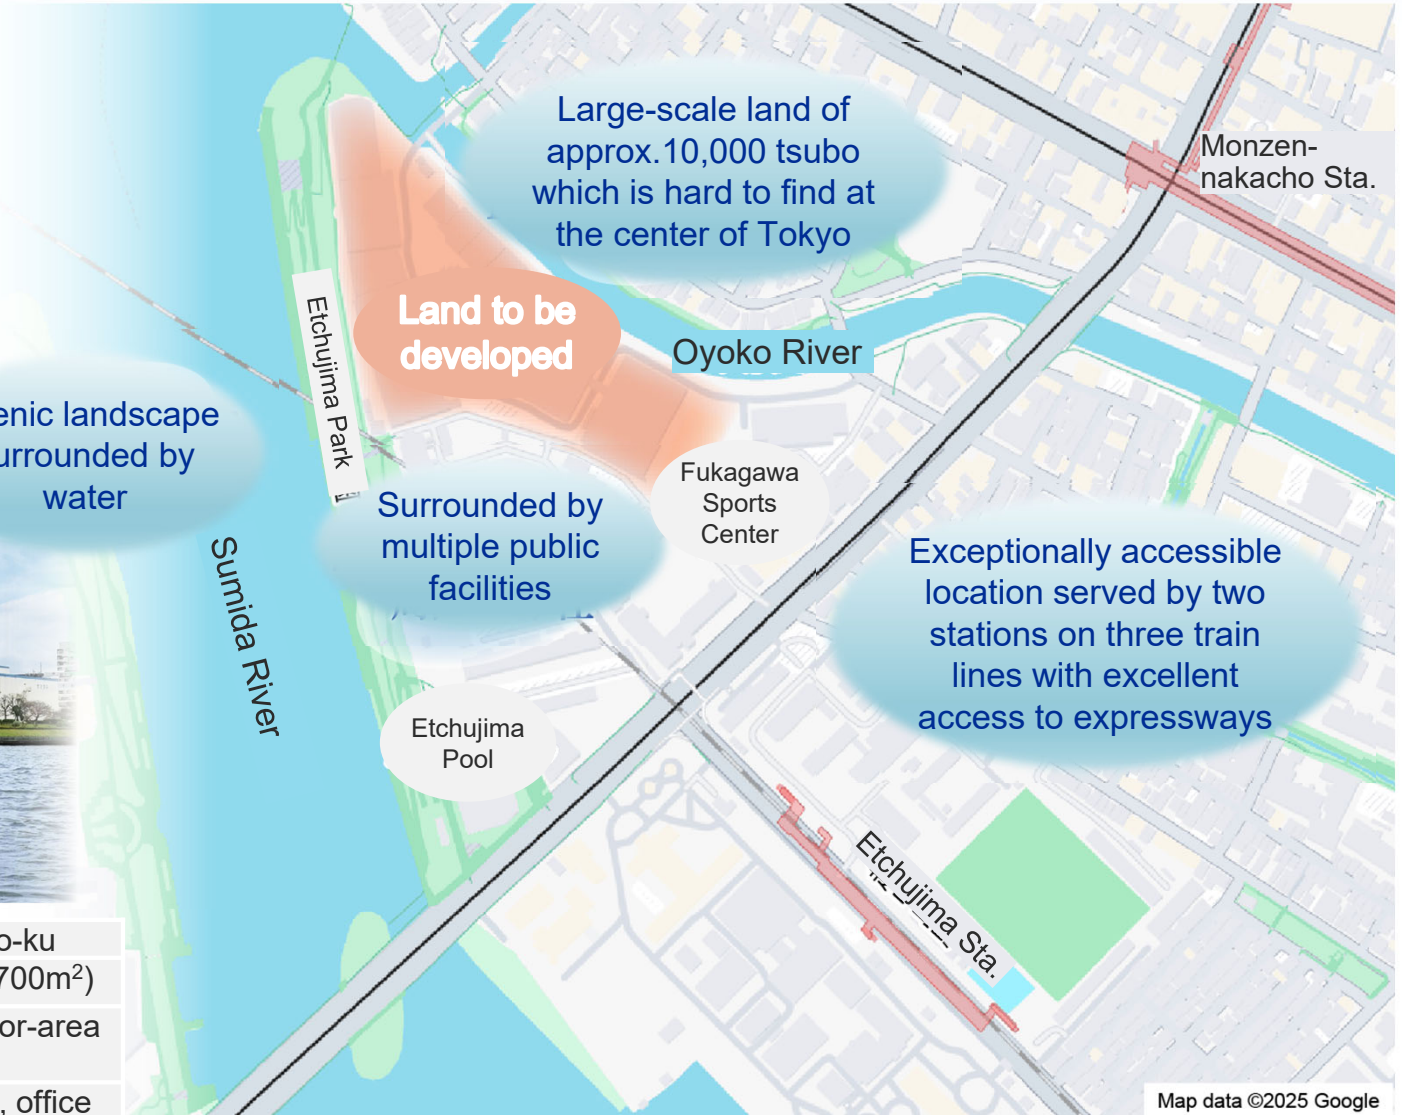 Large-scale land of
approx.10,000 tsubo
which is hard to find at
the center of Tokyo
Monzen-
nakacho Sta.
Land to be
developed
Etchujima Park
Oyoko River
enic landscape
urrounded by
water
Fukagawa
Sports
Center
Surrounded by
multiple public
facilities
Sumida River
Exceptionally accessible
location served by two
stations on three train
lines with excellent
access to expressways
Etchujima
Pool
Etchujima Sta.
o-ku
700m²)
or-area
, office
Map data ©2025 Google